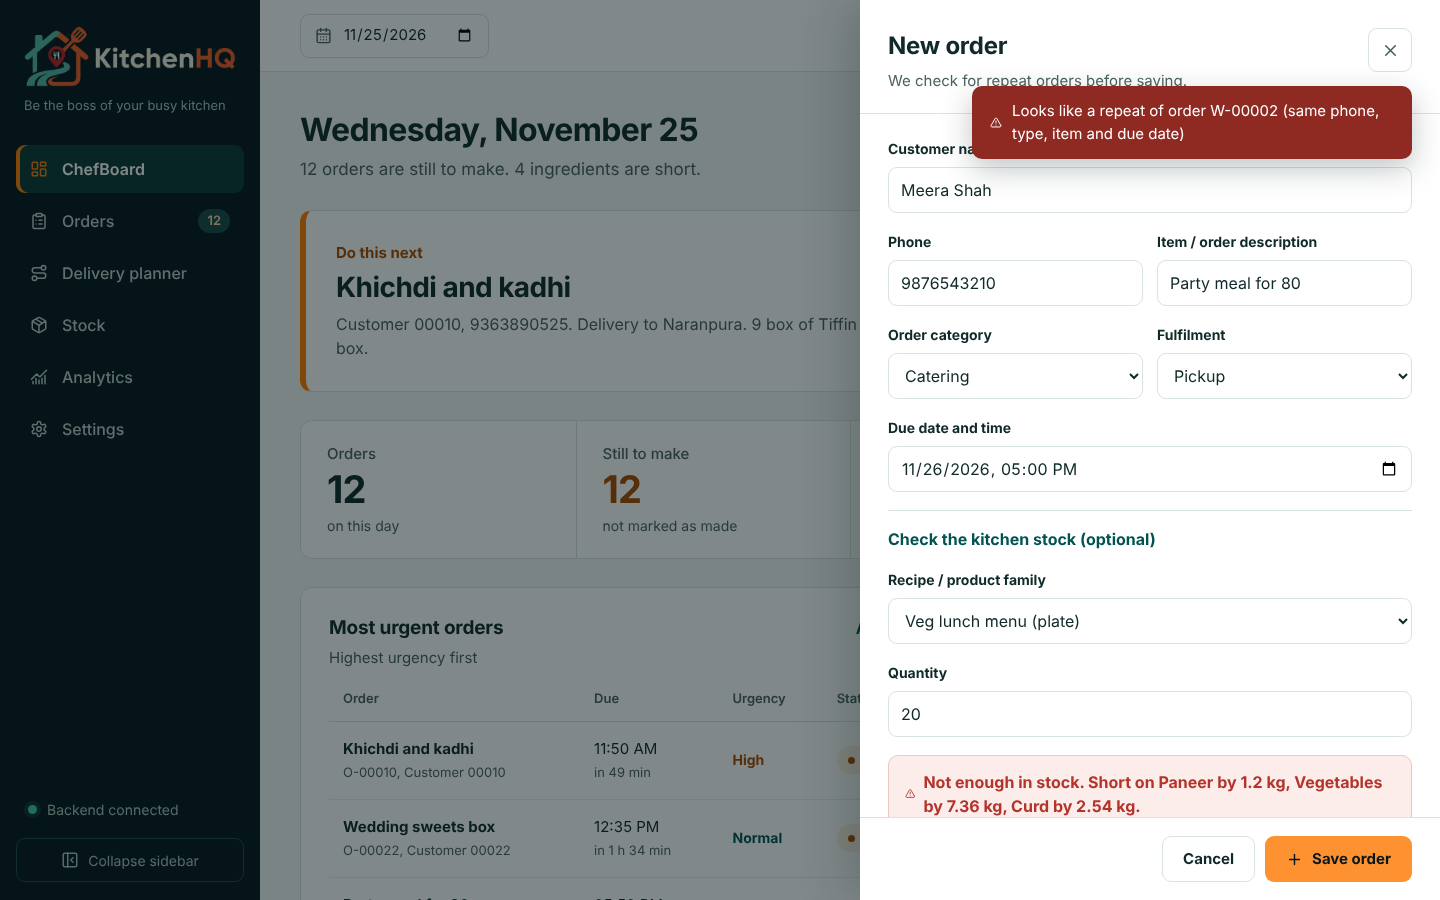 KitchenHQ
Be the boss of your busy kitchen
ChefBoard
Orders
12
Delivery planner
Stock
Analytics
Settings
Backend connected
Collapse sidebar
11/25/2026
Wednesday, November 25
12 orders are still to make. 4 ingredients are short.
Do this next
Khichdi and kadhi
Customer 00010, 9363890525. Delivery to Naranpura. 9 box of Tiffin
box.
Orders
12
on this day
Still to make
12
not marked as made
Most urgent orders
Highest urgency first
Order
Due
Urgency
Khichdi and kadhi
11:50 AM
High
O-00010, Customer 00010
in 49 min
Wedding sweets box
12:35 PM
Normal
O-00022, Customer 00022
in 1 h 34 min
New order
We check for repeat orders before saving.
Looks like a repeat of order W-00002 (same phone,
type, item and due date)
Customer
Meera Shah
Phone
Item / order description
9876543210
Party meal for 80
Order category
Fulfilment
Catering
Pickup
Due date and time
11/26/2026, 05:00 PM
Check the kitchen stock (optional)
Recipe / product family
Veg lunch menu (plate)
Quantity
20
Not enough in stock. Short on Paneer by 1.2 kg, Vegetables
by 7.36 kg, Curd by 2.54 kg.
Cancel
Save order